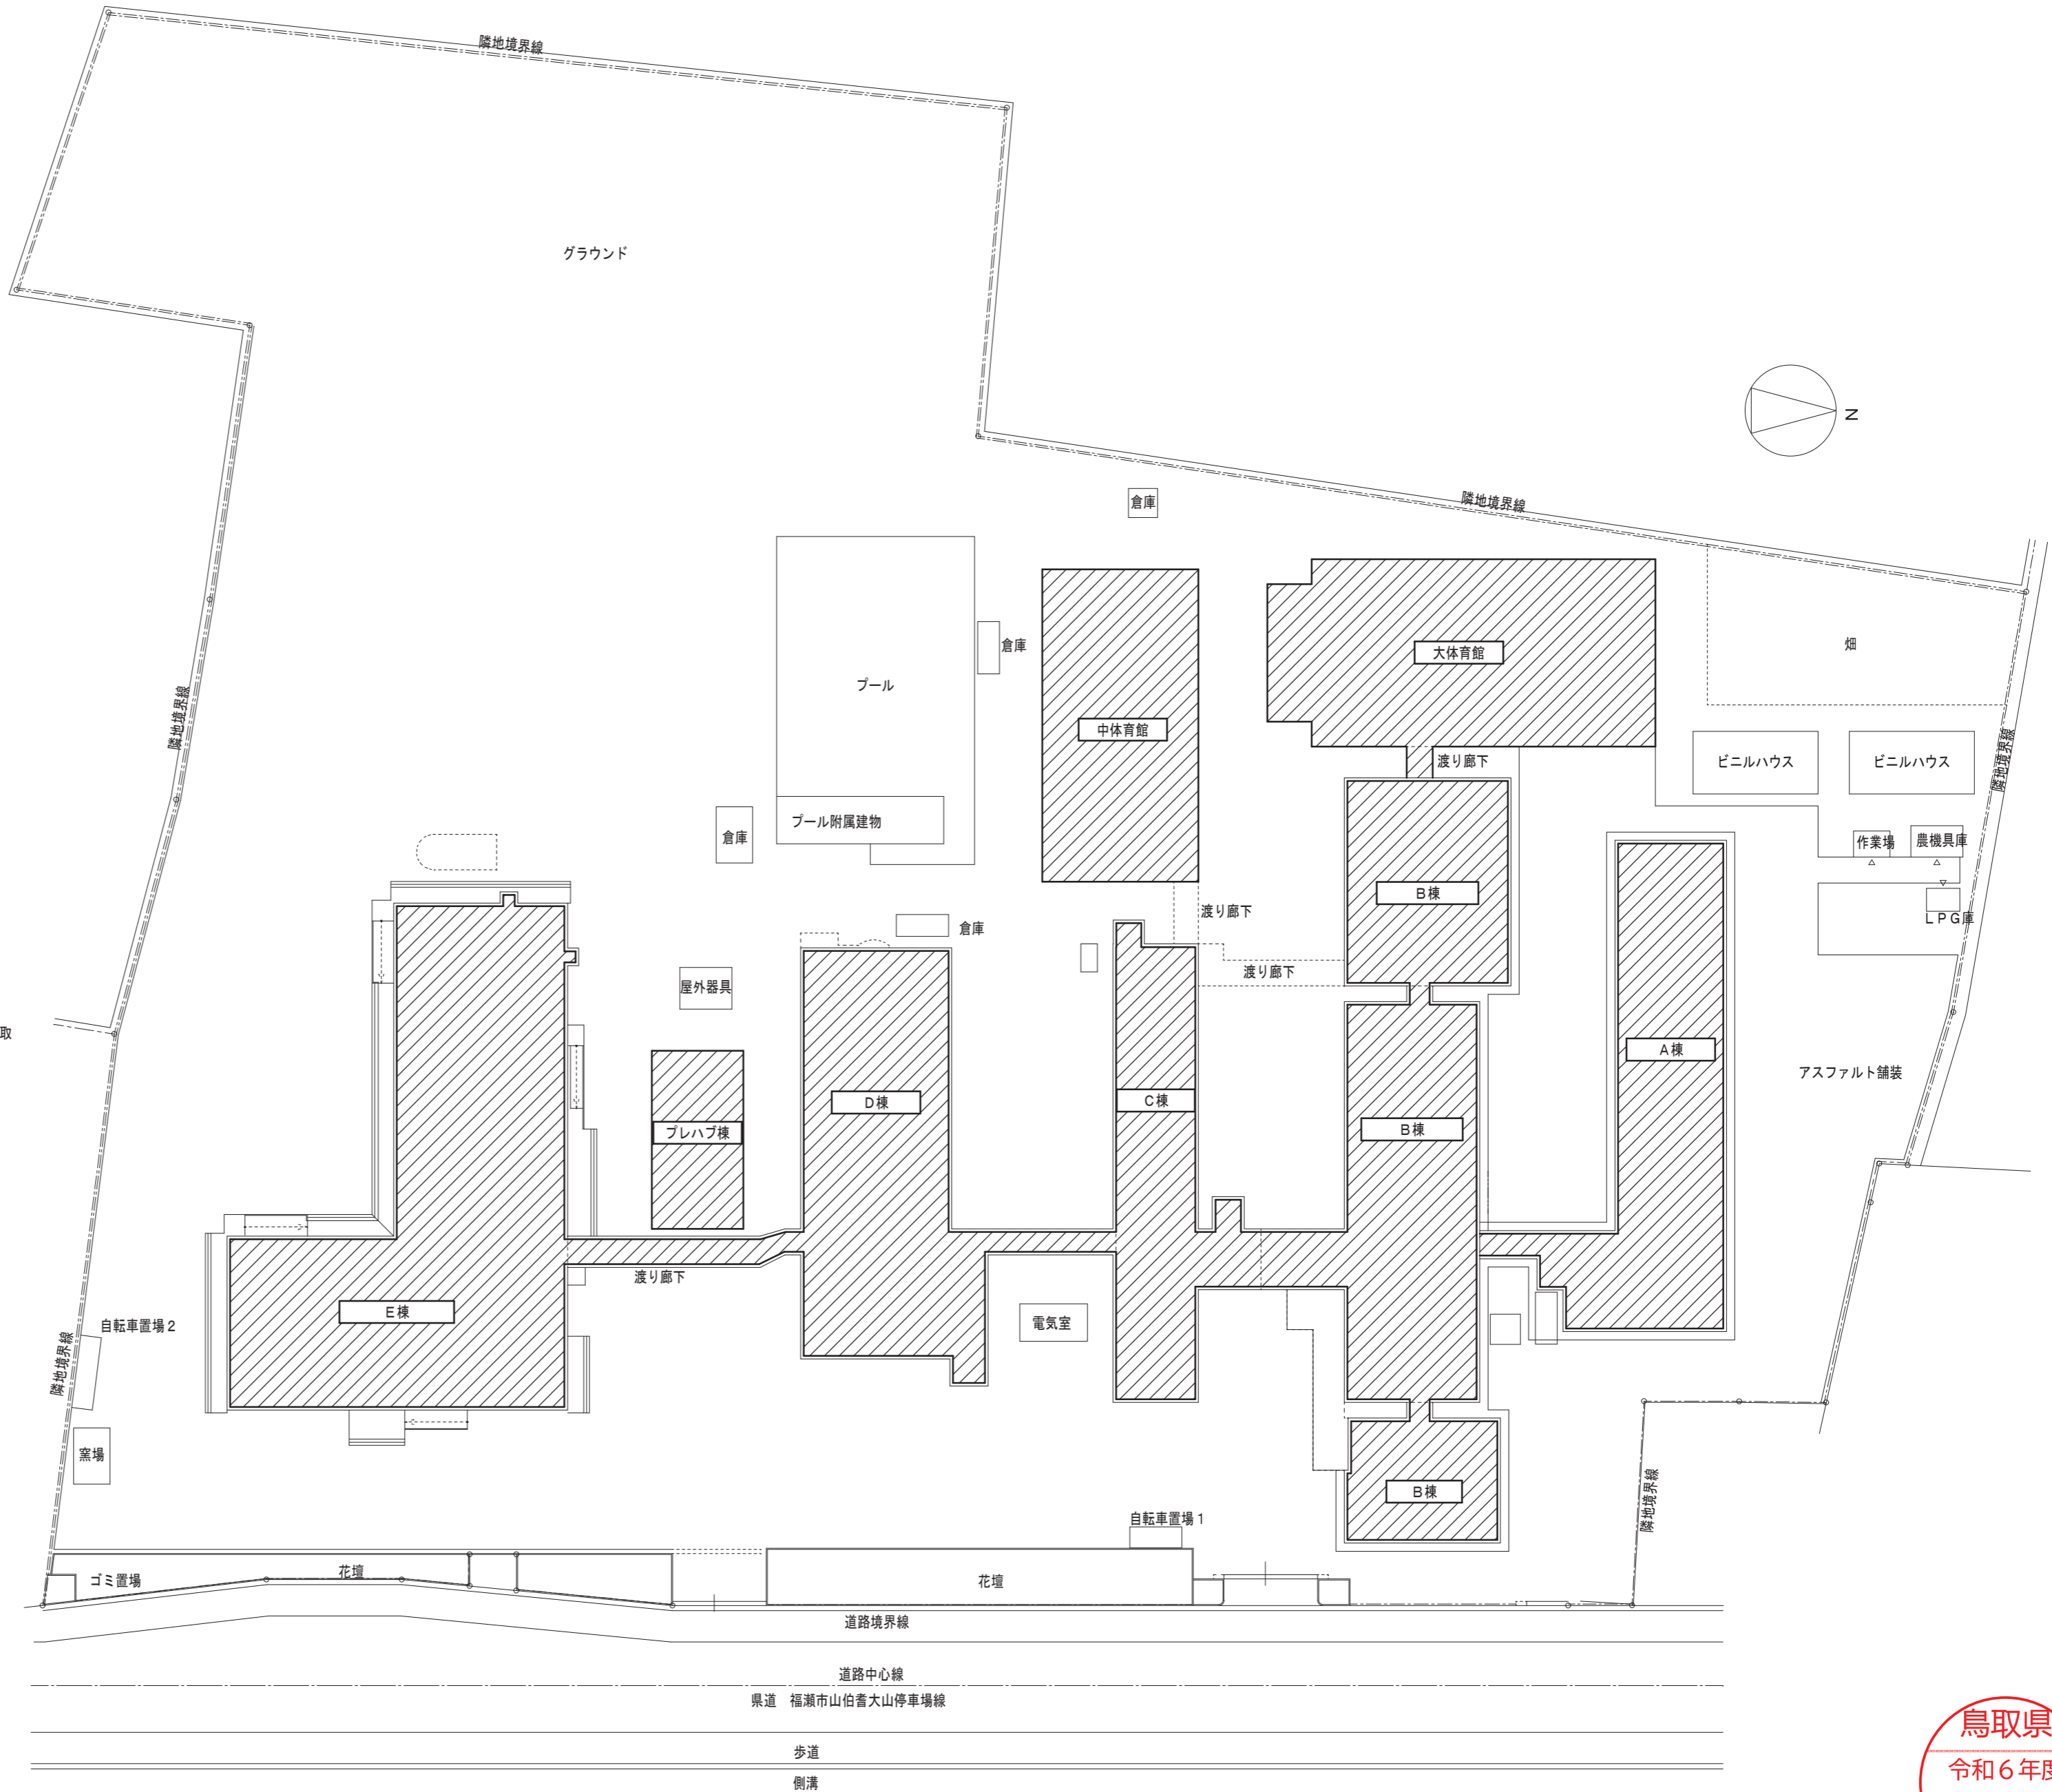 隣地境界線
グラウンド
N
倉庫
隣地境界線
倉庫
大体育館
畑
プール
隣地境界線
中体育館
渡り廊下
ビニルハウス
ビニルハウス
隣地境界線
プール附属建物
倉庫
作業場
農機具庫
B棟
渡り廊下
LPG庫
倉庫
渡り廊下
屋外器具
取
A棟
アスファルト舗装
D棟
C棟
プレハブ棟
B棟
渡り廊下
E棟
電気室
自転車置場2
隣地境界線
窯場
B棟
隣地境界線
自転車置場1
ゴミ置場
花壇
花壇
道路境界線
道路中心線
県道 福瀬市山伯耆大山停車場線
歩道
側溝
鳥取県
令和6年度